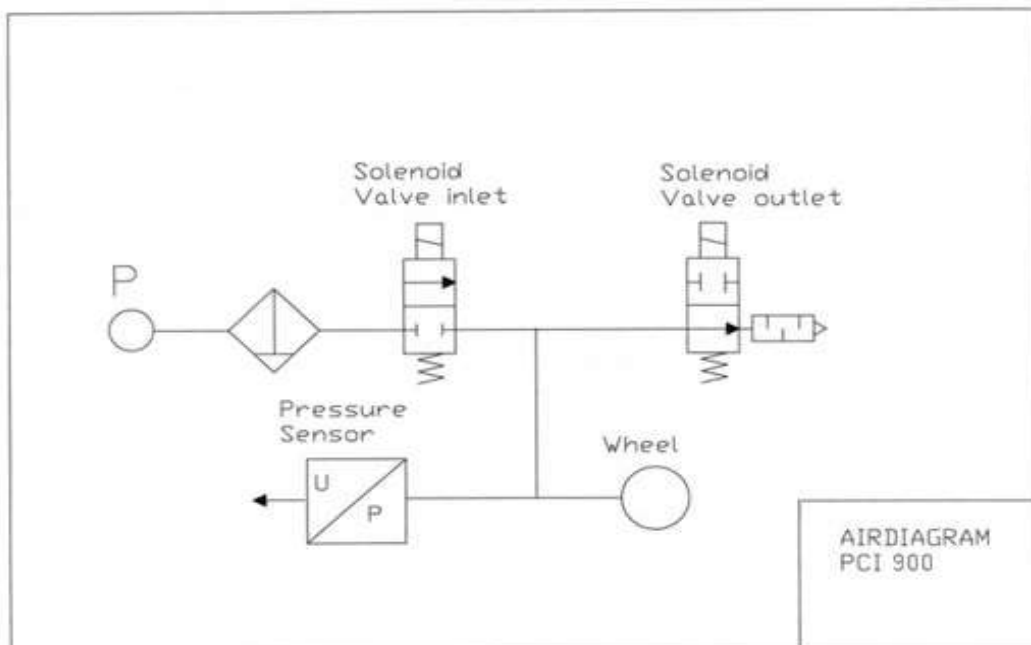 Solenoid
Valve inlet
Solenoid
Valve outlet
P
Pressure
Sensor
U
P
Wheel
AIRDIAGRAM
PCI 900